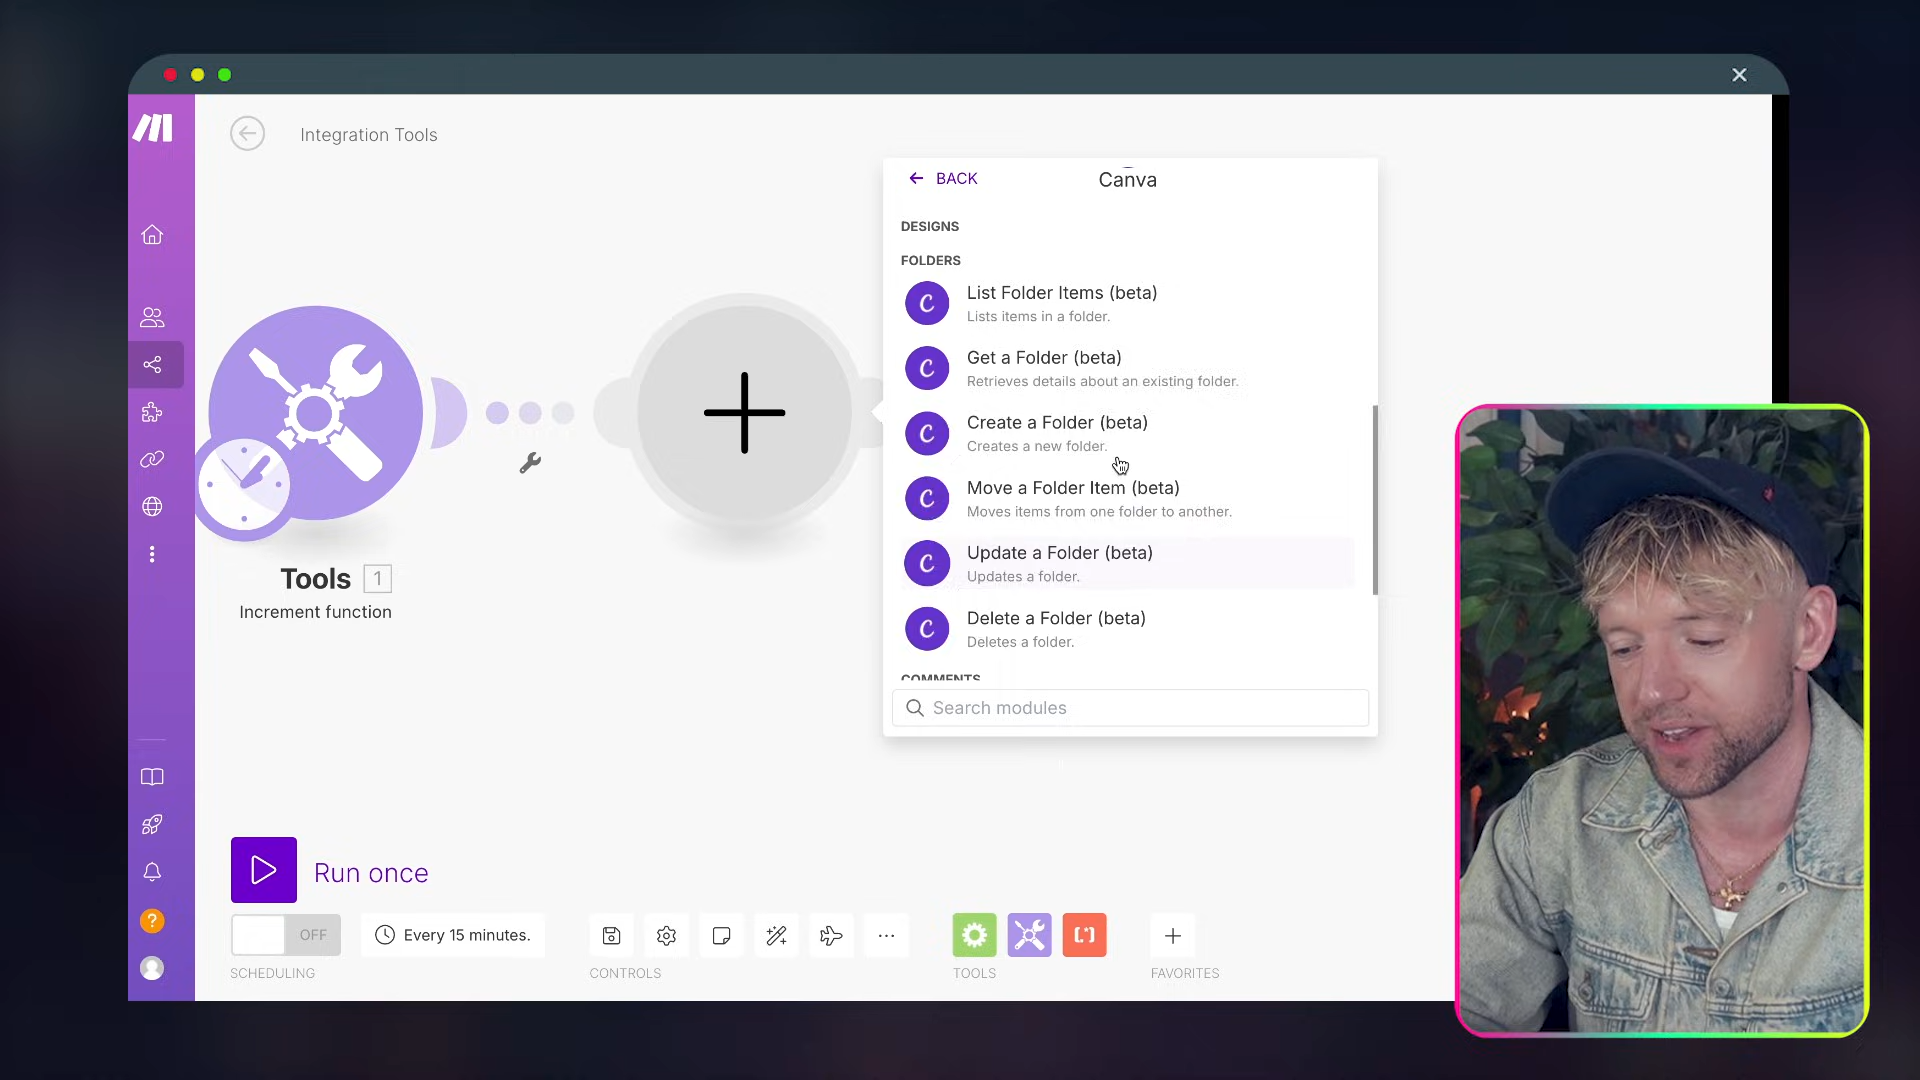 Integration Tools
BACK
Canva
DESIGNS
FOLDERS
List Folder Items (beta)
Lists items in a folder.
Get a Folder (beta)
Retrieves details about an existing folder.
Create a Folder (beta)
Creates a new folder.
Move a Folder Item (beta)
Moves items from one folder to another.
Update a Folder (beta)
Updates a folder.
Delete a Folder (beta)
Deletes a folder.
COMMENTS
Search modules
Tools 1
Increment function
Run once
OFF
Every 15 minutes.
SCHEDULING
CONTROLS
TOOLS
FAVORITES